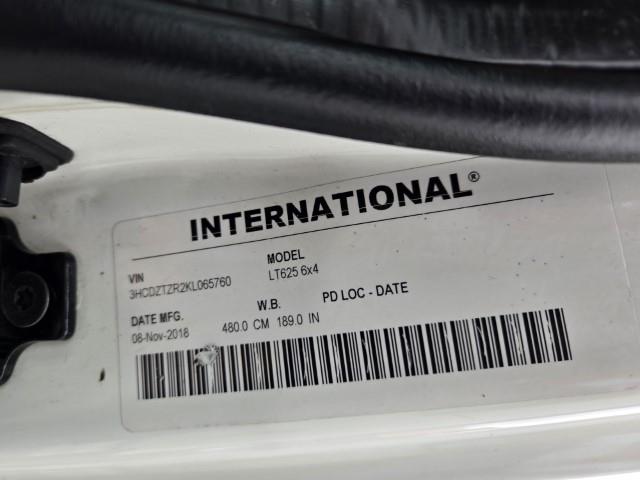 INTERNATIONAL®
VIN MODEL
3HCDZTZR2KL065760 LT625 6x4
DATE MFG. W.B. PD LOC - DATE
08-Nov-2018 480.0 CM 189.0 IN